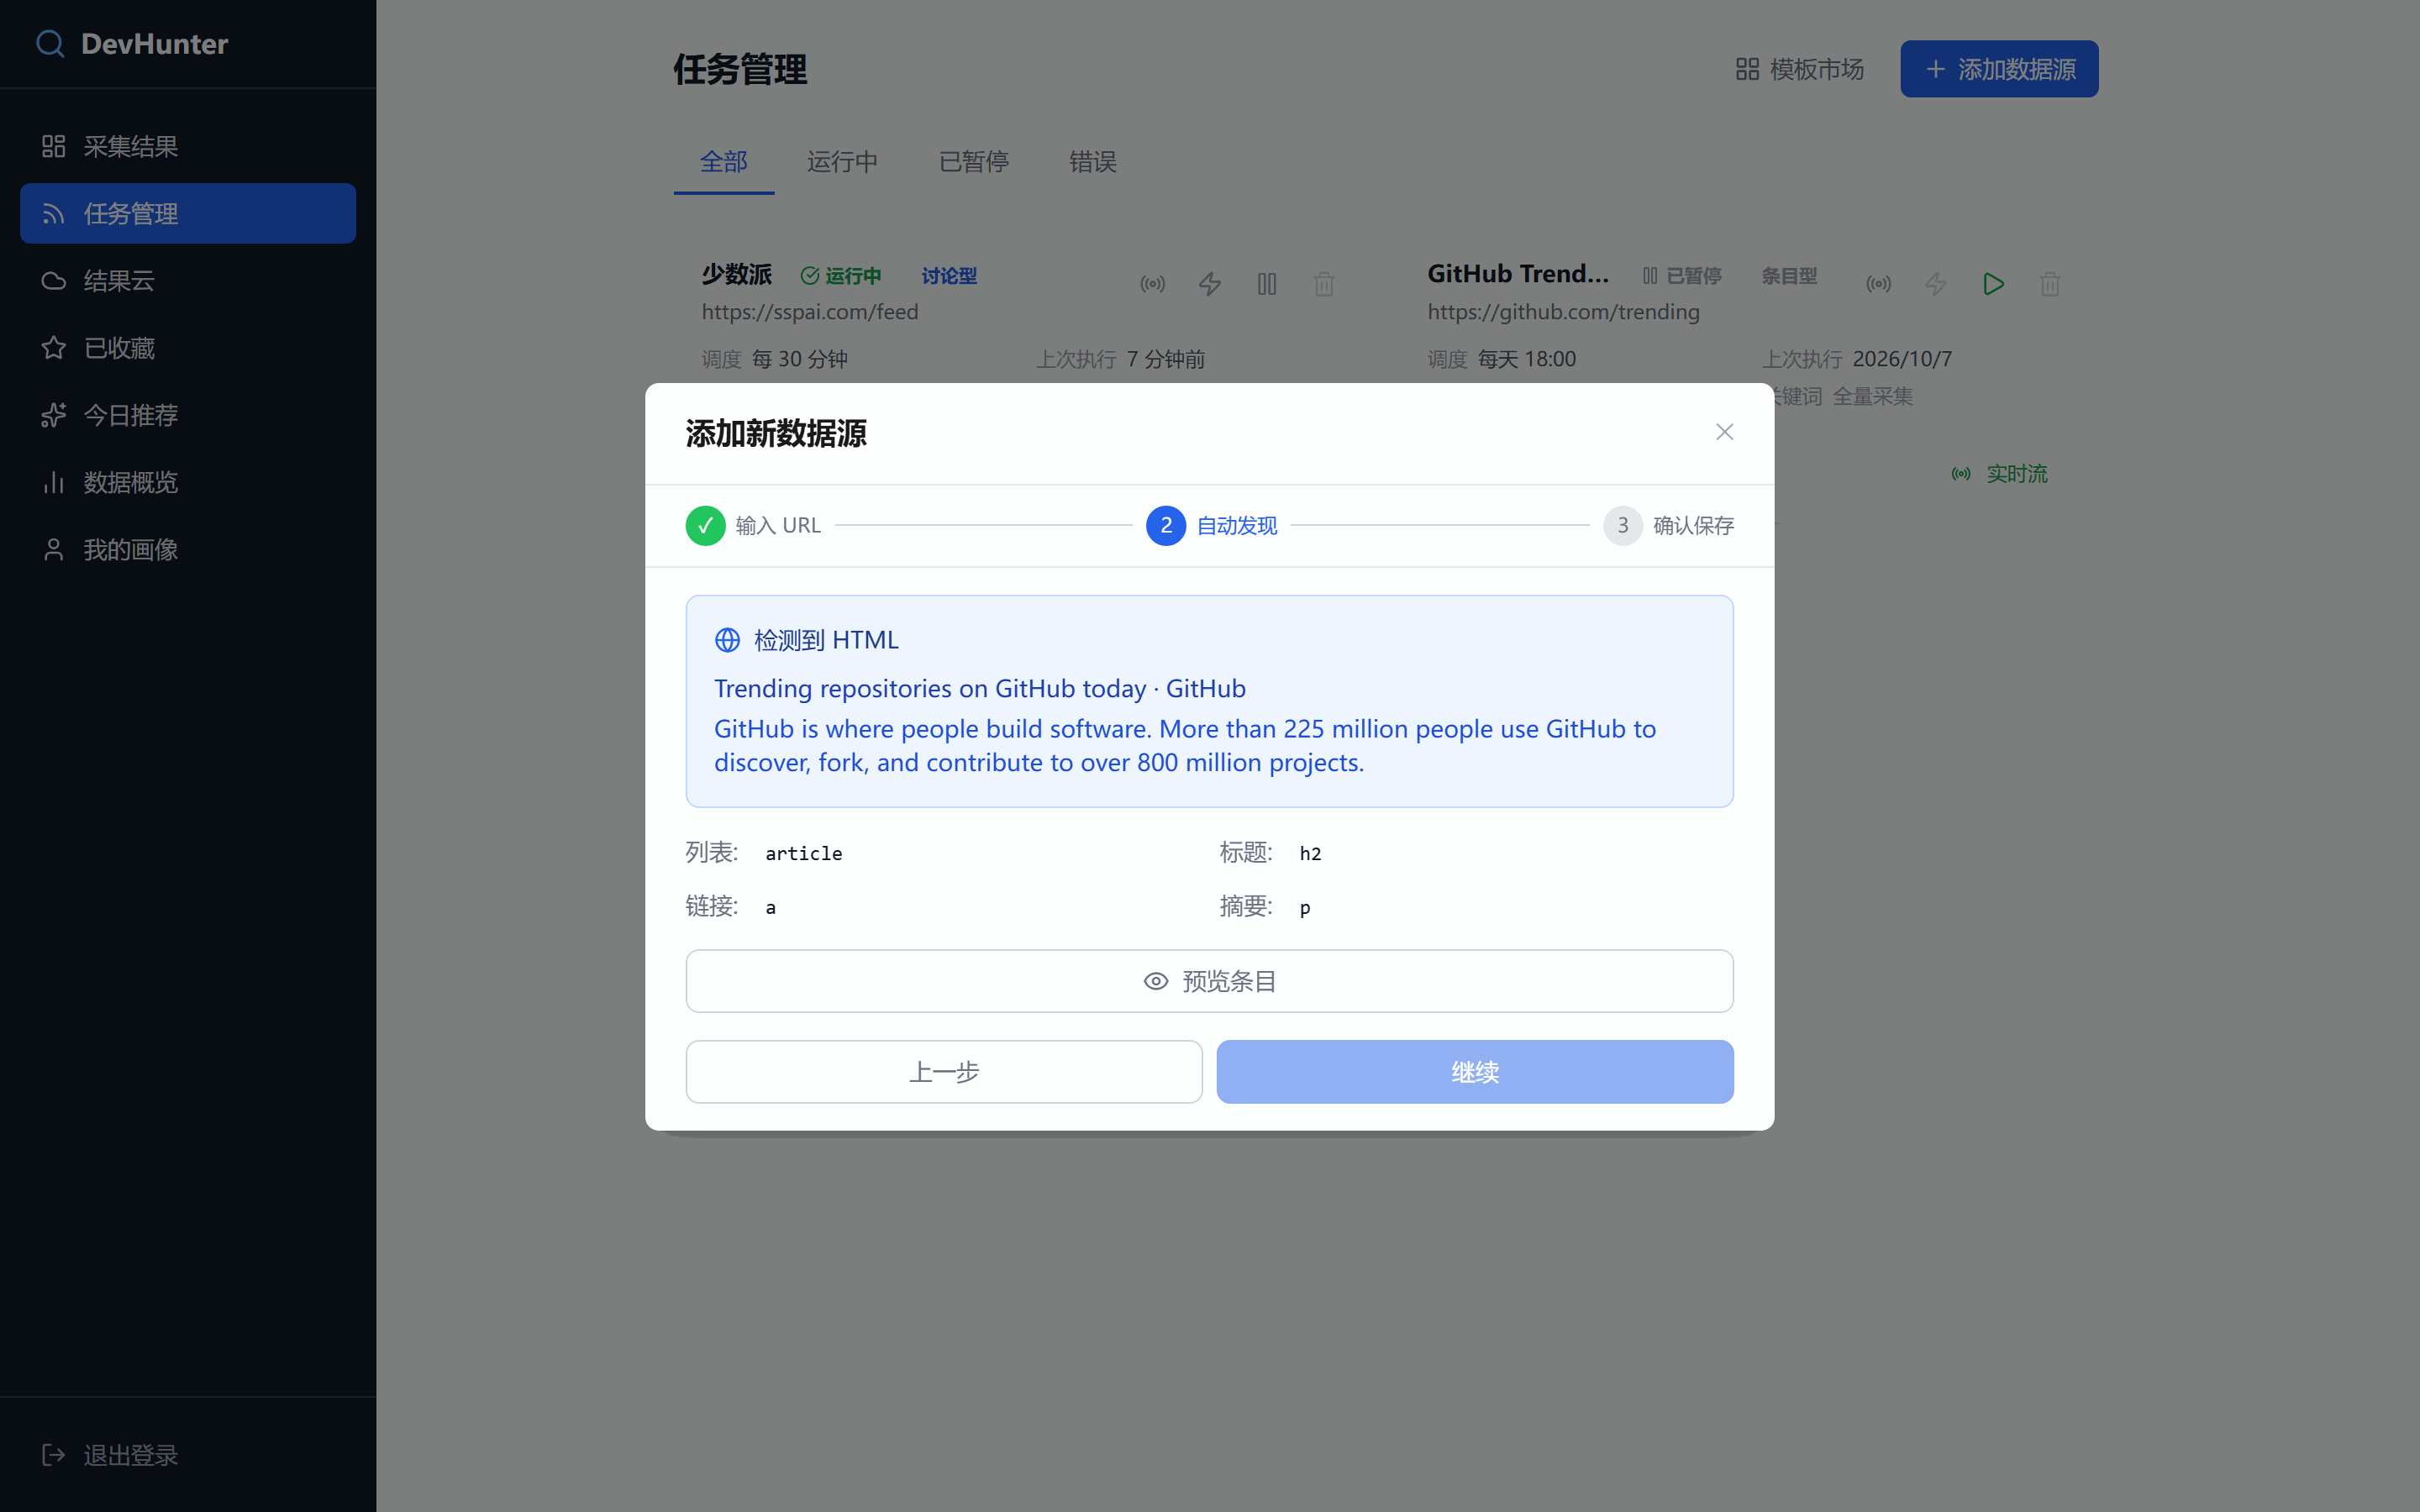 DevHunter
采集结果
任务管理
结果云
已收藏
今日推荐
数据概览
我的画像
退出登录
任务管理
模板市场
添加数据源
全部
运行中
已暂停
错误
少数派
运行中
讨论型
https://sspai.com/feed
调度 每 30 分钟
上次执行 7 分钟前
GitHub Trend...
已暂停
条目型
https://github.com/trending
调度 每天 18:00
上次执行 2026/10/7
键词 全量采集
实时流
添加新数据源
输入 URL
2 自动发现
3 确认保存
检测到 HTML
Trending repositories on GitHub today · GitHub
GitHub is where people build software. More than 225 million people use GitHub to
discover, fork, and contribute to over 800 million projects.
列表: article
标题: h2
链接: a
摘要: p
预览条目
上一步
继续